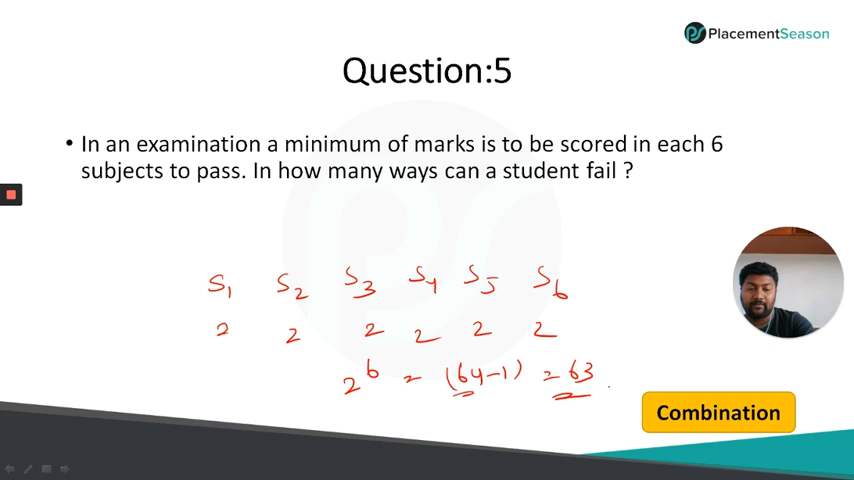 PlacementSeason
Question:5
• In an examination a minimum of marks is to be scored in each 6
subjects to pass. In how many ways can a student fail ?
S1 S2 S3 S4 S5 S6
2 2 2 2 2 2
2^6 = (64-1) = 63
Combination